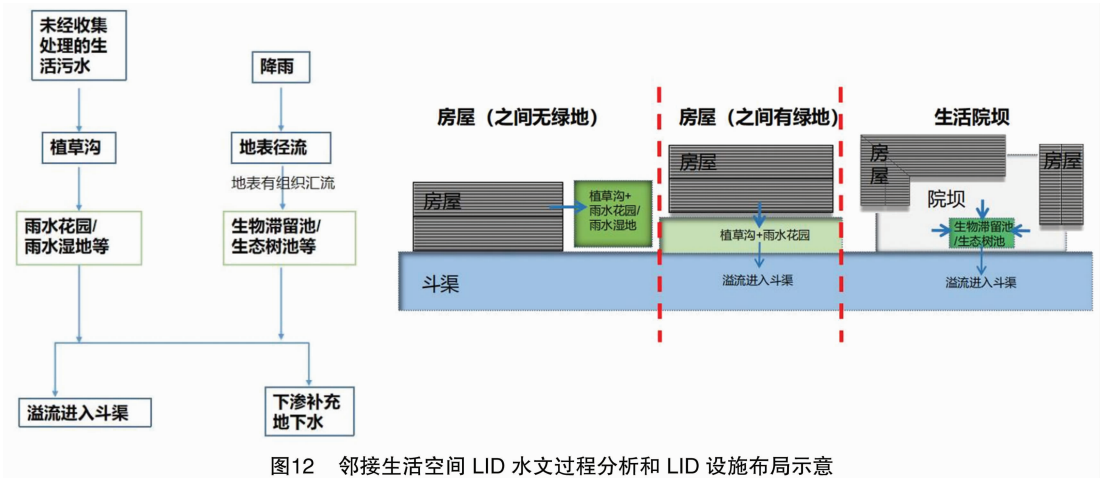 未经收集
处理的生
活污水
植草沟
雨水花园/
雨水湿地等
降雨
地表径流
地表有组织汇流
生物滞留池/
生态树池等
溢流进入斗渠
下渗补充
地下水
房屋（之间无绿地）
房屋
植草沟+
雨水花园/
雨水湿地
斗渠
房屋（之间有绿地）
房屋
植草沟+雨水花园
溢流进入斗渠
生活院坝
房
屋
房屋
院坝
生物滞留池
/生态树池
溢流进入斗渠
图12 邻接生活空间 LID 水文过程分析和 LID 设施布局示意